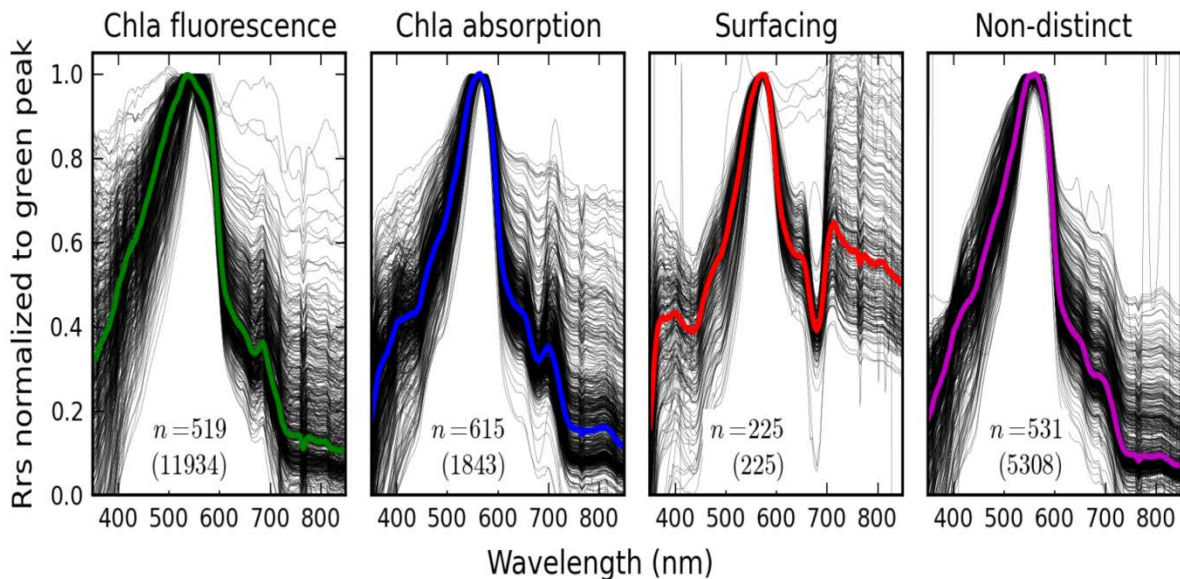 Chla fluorescence
Chla absorption
Surfacing
Non-distinct
Rrs normalized to green peak
1.0
0.8
0.6
0.4
0.2
0.0
n=519
(11934)
n=615
(1843)
n=225
(225)
n=531
(5308)
400 500 600 700 800
400 500 600 700 800
400 500 600 700 800
400 500 600 700 800
Wavelength (nm)